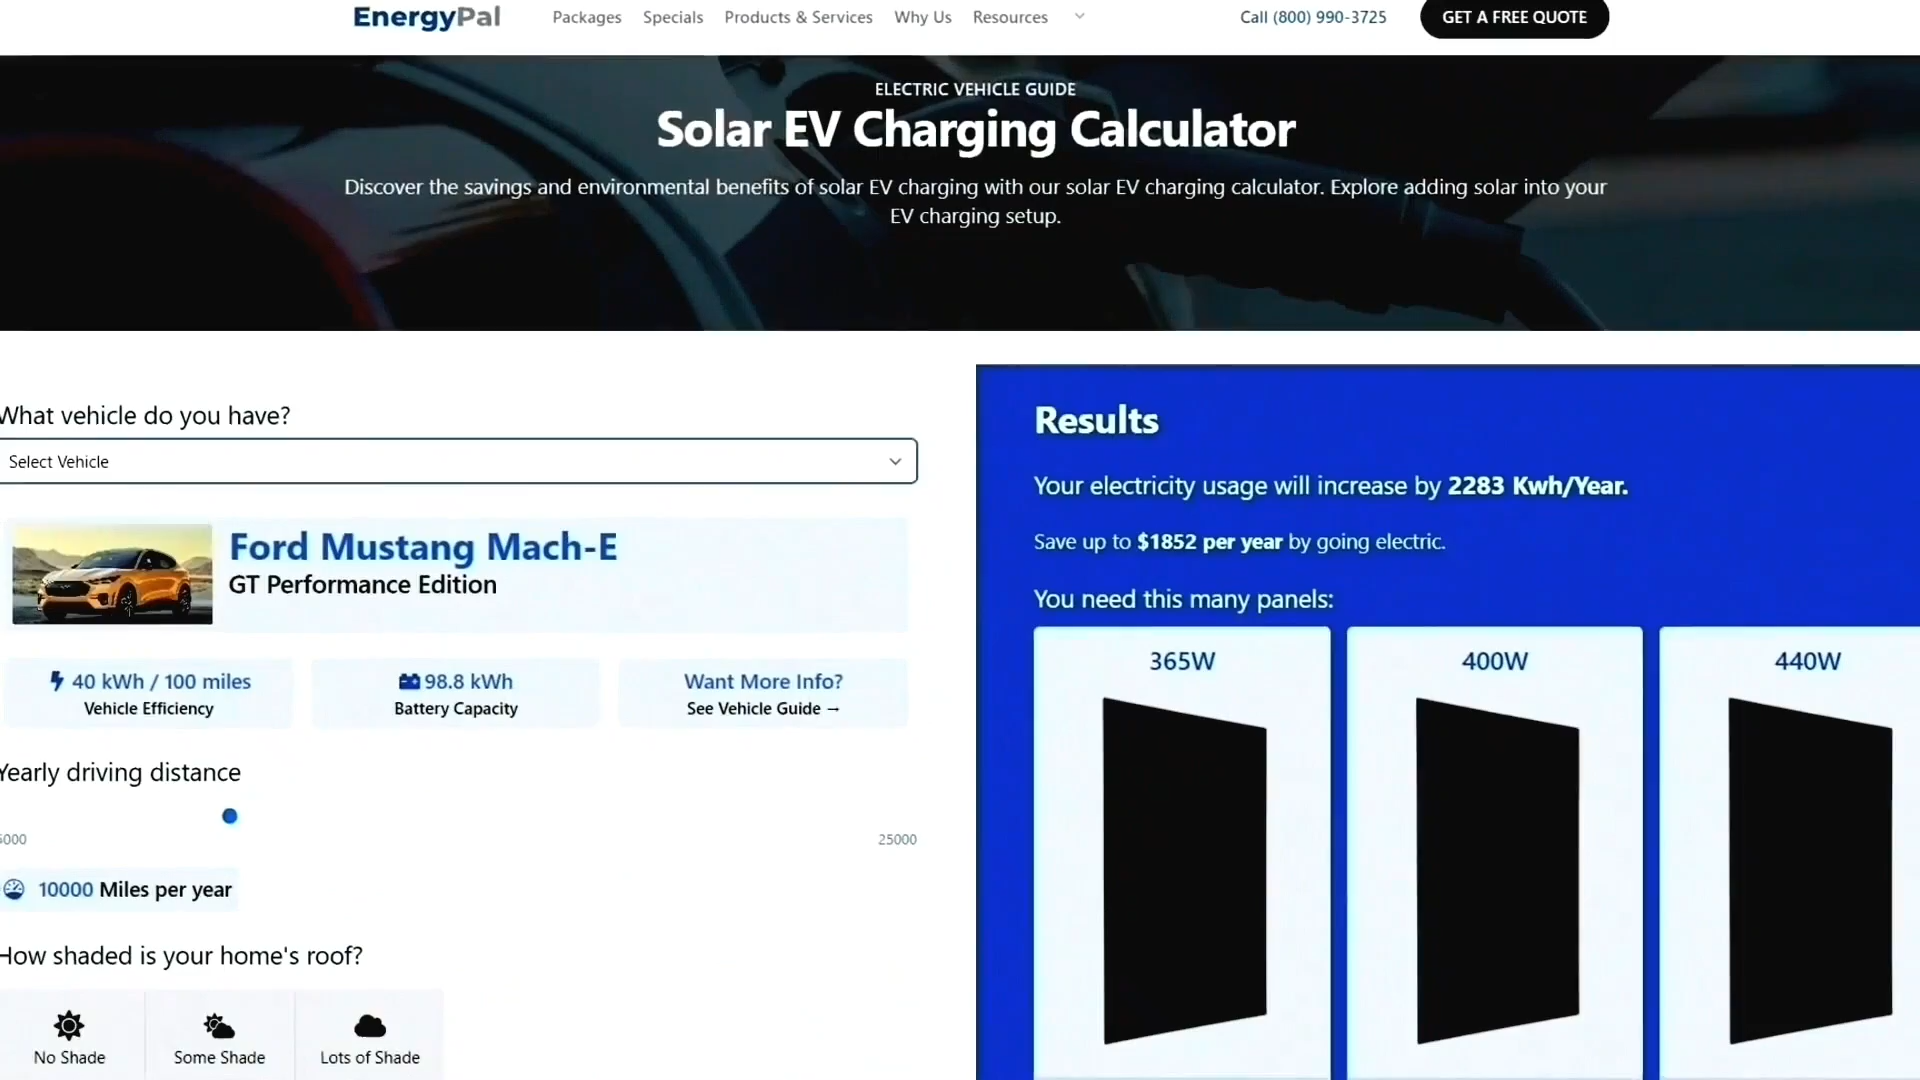 EnergyPal
Packages Specials Products & Services Why Us Resources
Call (800) 990-3725
GET A FREE QUOTE
ELECTRIC VEHICLE GUIDE
Solar EV Charging Calculator
Discover the savings and environmental benefits of solar EV charging with our solar EV charging calculator. Explore adding solar into your
EV charging setup.
What vehicle do you have?
Select Vehicle
Ford Mustang Mach-E
GT Performance Edition
40 kWh / 100 miles
Vehicle Efficiency
98.8 kWh
Battery Capacity
Want More Info?
See Vehicle Guide →
Yearly driving distance
5000 25000
10000 Miles per year
How shaded is your home's roof?
No Shade Some Shade Lots of Shade
Results
Your electricity usage will increase by 2283 Kwh/Year.
Save up to $1852 per year by going electric.
You need this many panels:
365W 400W 440W